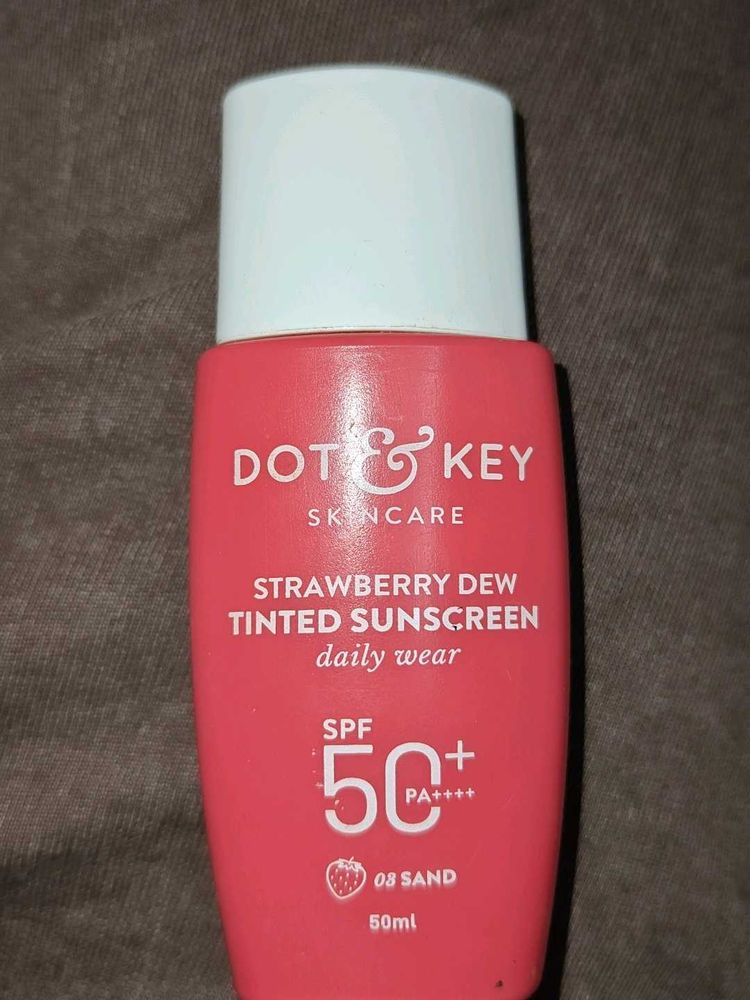 DOT & KEY
SKINCARE
STRAWBERRY DEW
TINTED SUNSCREEN
daily wear
SPF
50+
PA++++
03 SAND
50ml